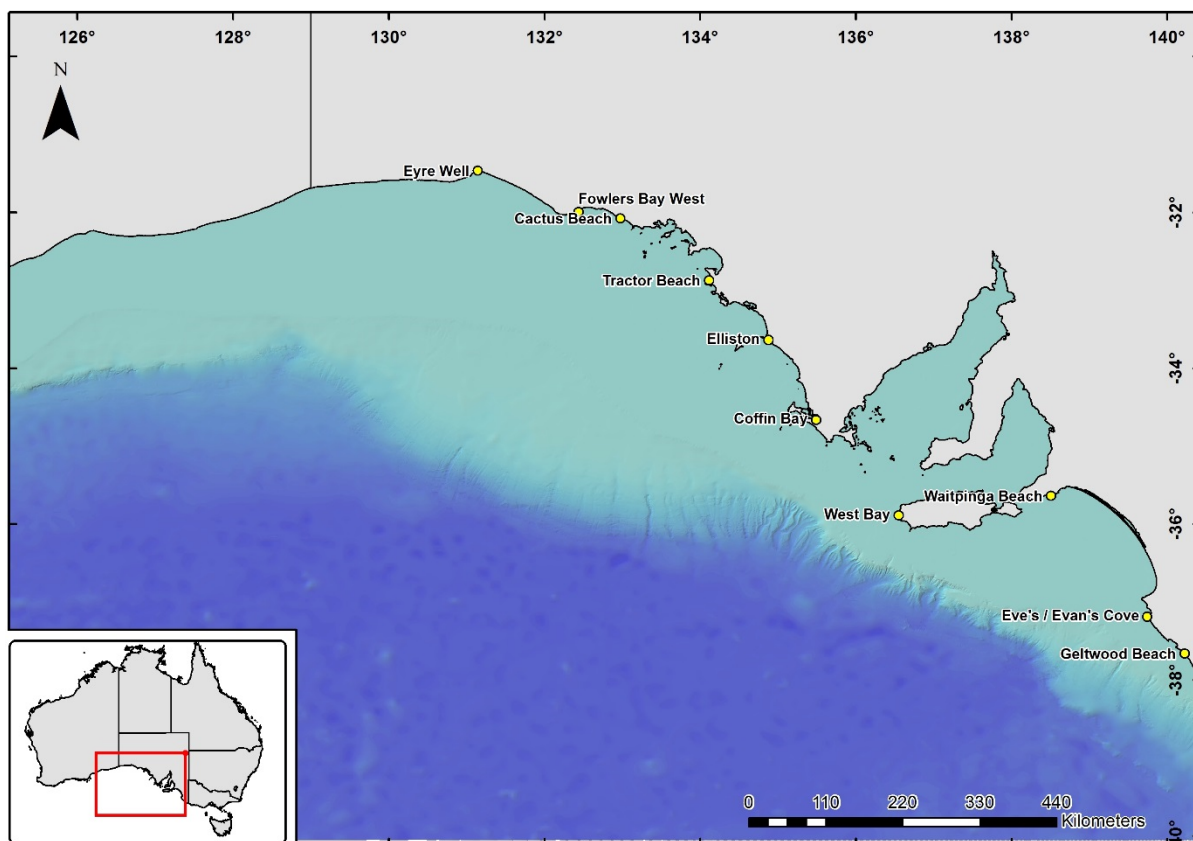 126°
128°
130°
132°
134°
136°
138°
140°
N
Eyre Well
-32°
Fowlers Bay West
Cactus Beach
Tractor Beach
Elliston
-34°
Coffin Bay
Waitpinga Beach
West Bay
-36°
Eve's / Evan's Cove
Geltwood Beach
-38°
0 110 220 330 440
Kilometers